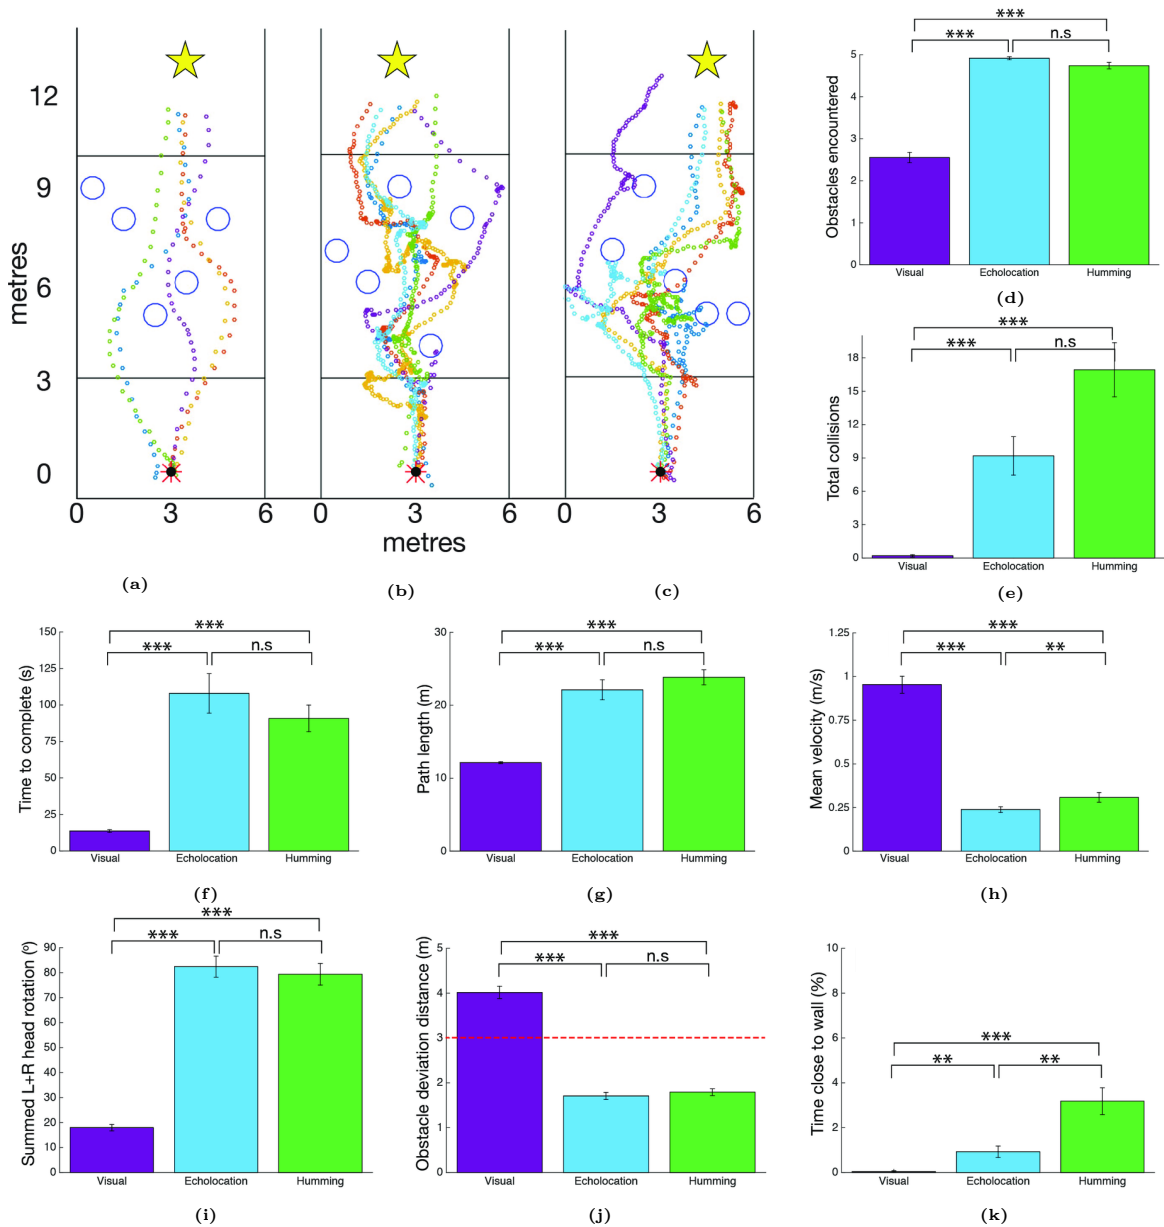 metres
12
9
6
3
0
0
3
6
0
3
6
0
3
6
metres
(a)
(b)
(c)
Obstacles encountered
5
4
3
2
1
0
***
***
n.s
Visual
Echolocation
Humming
(d)
Total collisions
18
15
12
9
6
3
0
***
***
n.s
Visual
Echolocation
Humming
(e)
Time to complete (s)
150
125
100
75
50
25
0
***
***
n.s
Visual
Echolocation
Humming
(f)
Path length (m)
30
20
10
0
***
***
n.s
Visual
Echolocation
Humming
(g)
Mean velocity (m/s)
1.25
1
0.75
0.5
0.25
0
***
***
**
Visual
Echolocation
Humming
(h)
Summed L+R head rotation (º)
90
80
70
60
50
40
30
20
10
0
***
***
n.s
Visual
Echolocation
Humming
(i)
Obstacle deviation distance (m)
5
4
3
2
1
0
***
***
n.s
Visual
Echolocation
Humming
(j)
Time close to wall (%)
10
8
6
4
2
0
***
**
**
Visual
Echolocation
Humming
(k)